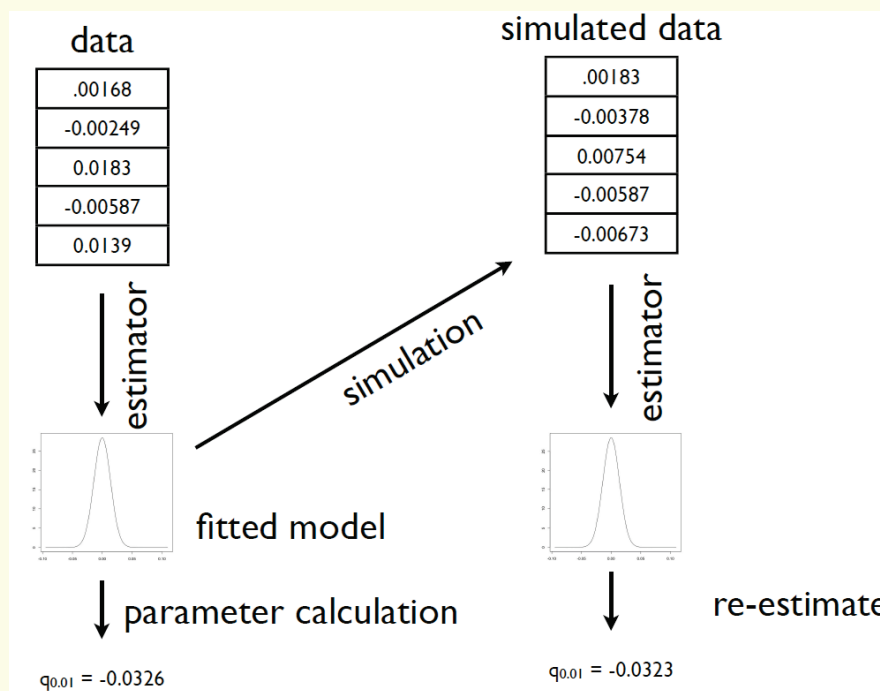 data
.00168
-0.00249
0.0183
-0.00587
0.0139
estimator
fitted model
parameter calculation
q0.01 = -0.0326
simulation
simulated data
.00183
-0.00378
0.00754
-0.00587
-0.00673
estimator
re-estimate
q0.01 = -0.0323